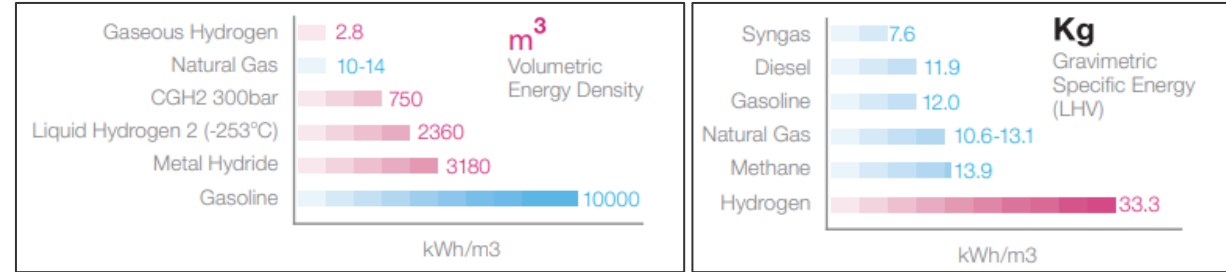 Gaseous Hydrogen 2.8
Natural Gas 10-14
CGH2 300bar 750
Liquid Hydrogen 2 (-253°C) 2360
Metal Hydride 3180
Gasoline 10000
m³
Volumetric
Energy Density
kWh/m3
Syngas 7.6
Diesel 11.9
Gasoline 12.0
Natural Gas 10.6-13.1
Methane 13.9
Hydrogen 33.3
Kg
Gravimetric
Specific Energy
(LHV)
kWh/m3